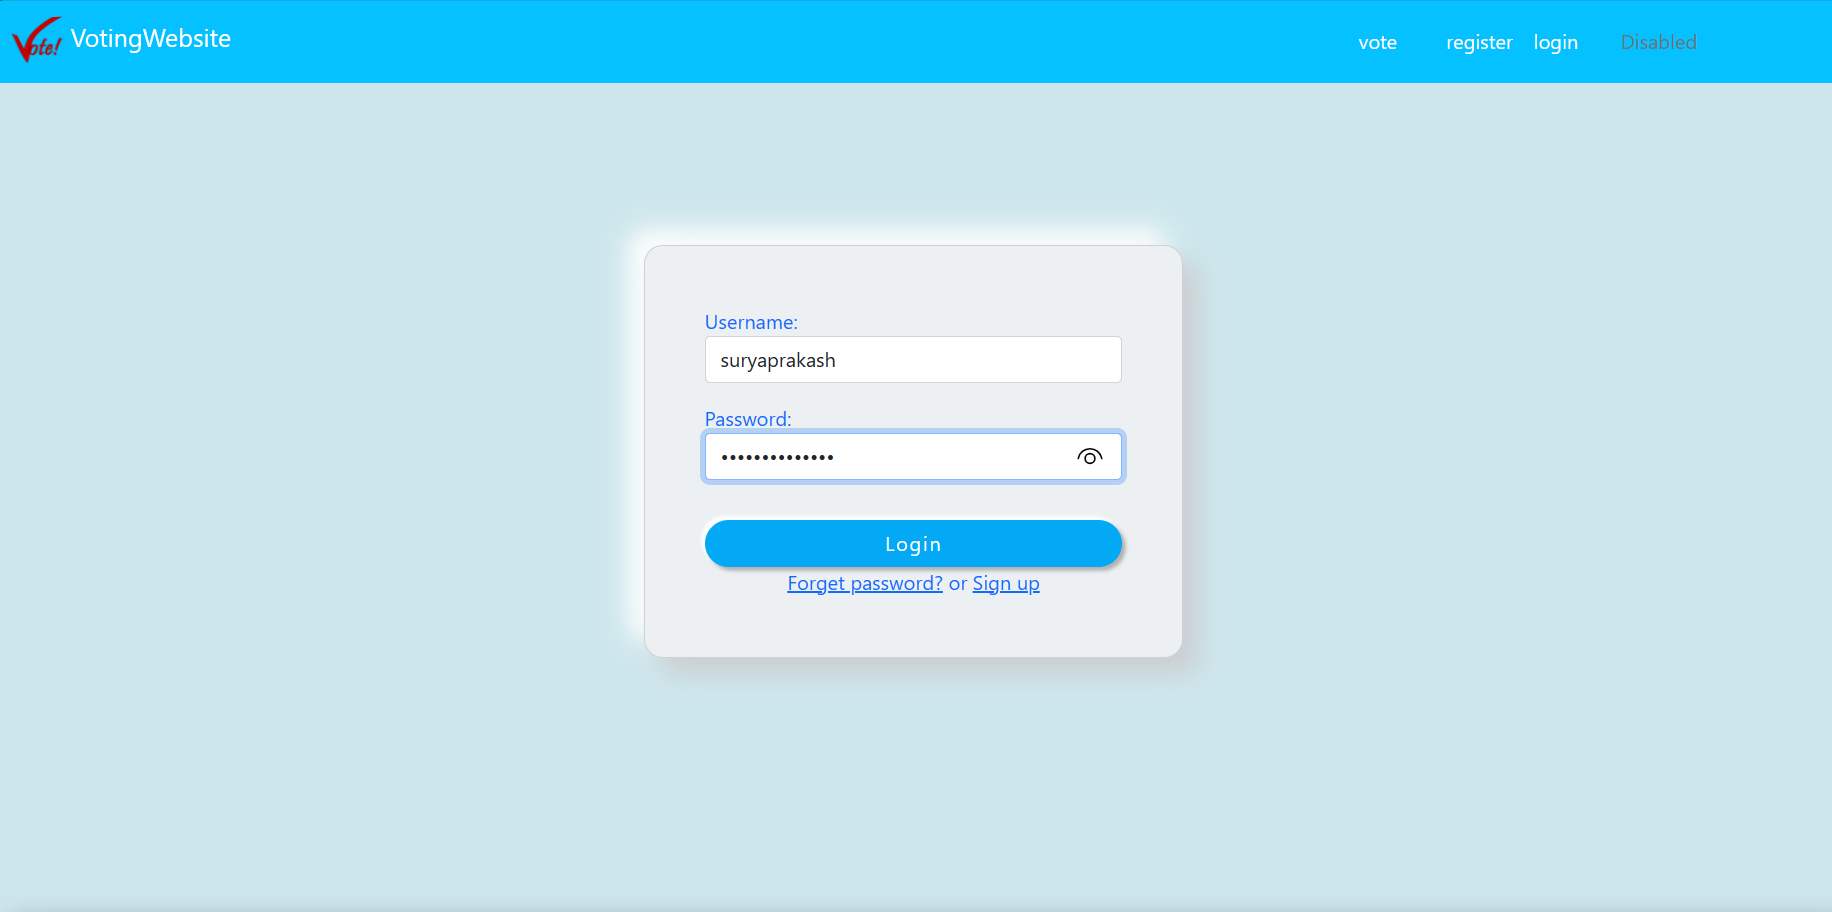 Vote! VotingWebsite vote register login Disabled
Username:
suryaprakash
Password:
••••••••••••••
Login
Forget password? or Sign up